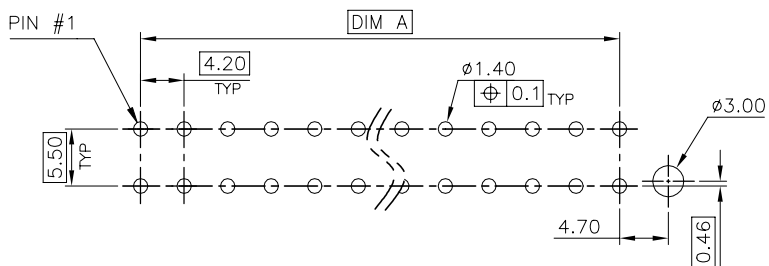 PIN #1
DIM A
4.20
TYP
ø1.40
⌖ 0.1 TYP
ø3.00
5.50
TYP
4.70
0.46